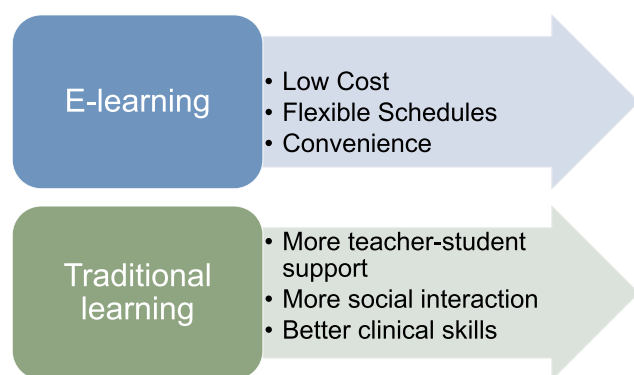 E-learning
• Low Cost
• Flexible Schedules
• Convenience
Traditional
learning
• More teacher-student
support
• More social interaction
• Better clinical skills